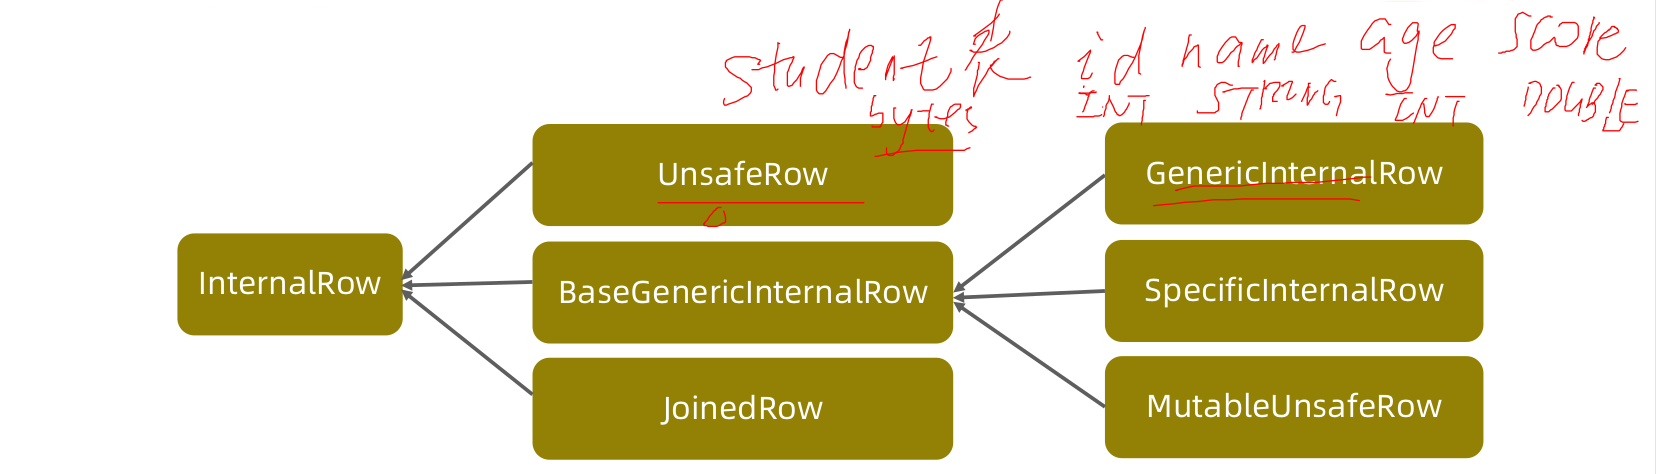 student表 id name age score
bytes INT STRING INT DOUBLE
UnsafeRow
GenericInternalRow
InternalRow
BaseGenericInternalRow
SpecificInternalRow
JoinedRow
MutableUnsafeRow